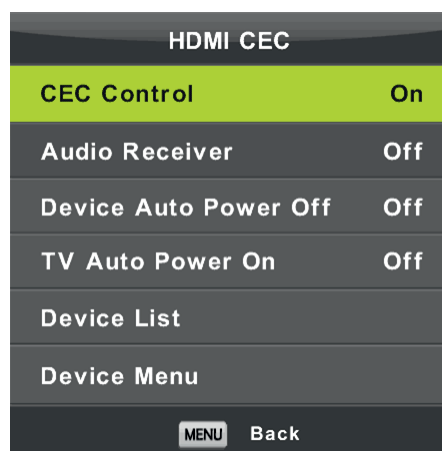 HDMI CEC
CEC Control On
Audio Receiver Off
Device Auto Power Off Off
TV Auto Power On Off
Device List
Device Menu
MENU Back